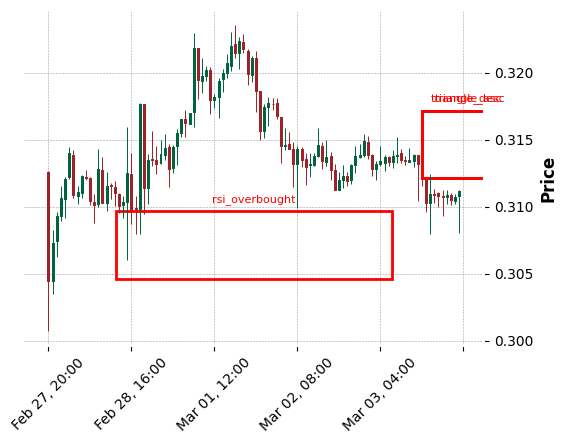 0.320
0.315
0.310
0.305
0.300
Price
rsi_overbought
Feb 27, 20:00
Feb 28, 16:00
Mar 01, 12:00
Mar 02, 08:00
Mar 03, 04:00